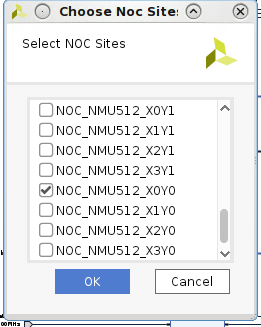 Choose Noc Sites
Select NOC Sites
NOC_NMU512_X0Y1
NOC_NMU512_X1Y1
NOC_NMU512_X2Y1
NOC_NMU512_X3Y1
NOC_NMU512_X0Y0
NOC_NMU512_X1Y0
NOC_NMU512_X2Y0
NOC_NMU512_X3Y0
OK
Cancel